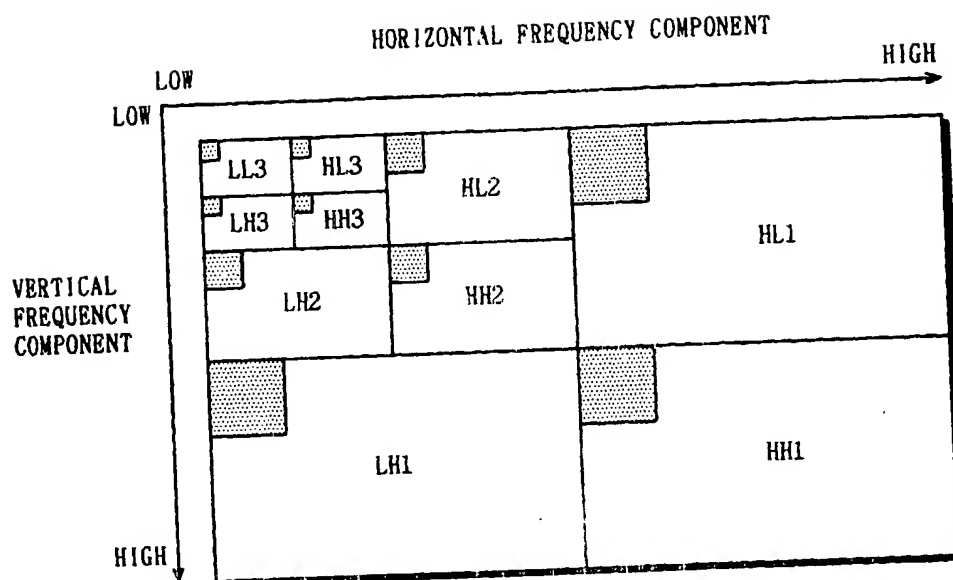 HORIZONTAL FREQUENCY COMPONENT
LOW
HIGH
LOW
LL3
HL3
HL2
LH3
HH3
HL1
VERTICAL
FREQUENCY
COMPONENT
LH2
HH2
LH1
HH1
HIGH